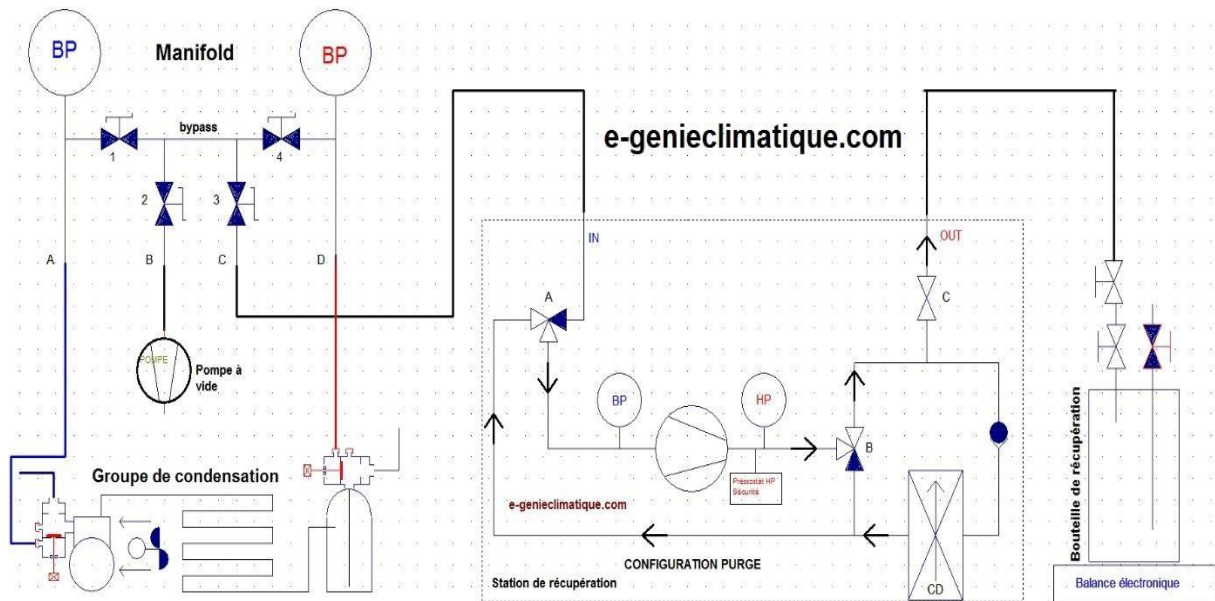 BP
Manifold
BP
bypass
1
4
e-genieclimatique.com
2
3
IN
OUT
A
B
C
D
A
C
POMPE
Pompe à
vide
BP
HP
B
Préssostat HP
Sécurité
Groupe de condensation
e-genieclimatique.com
CONFIGURATION PURGE
Station de récupération
CD
Bouteille de récupération
Balance électronique